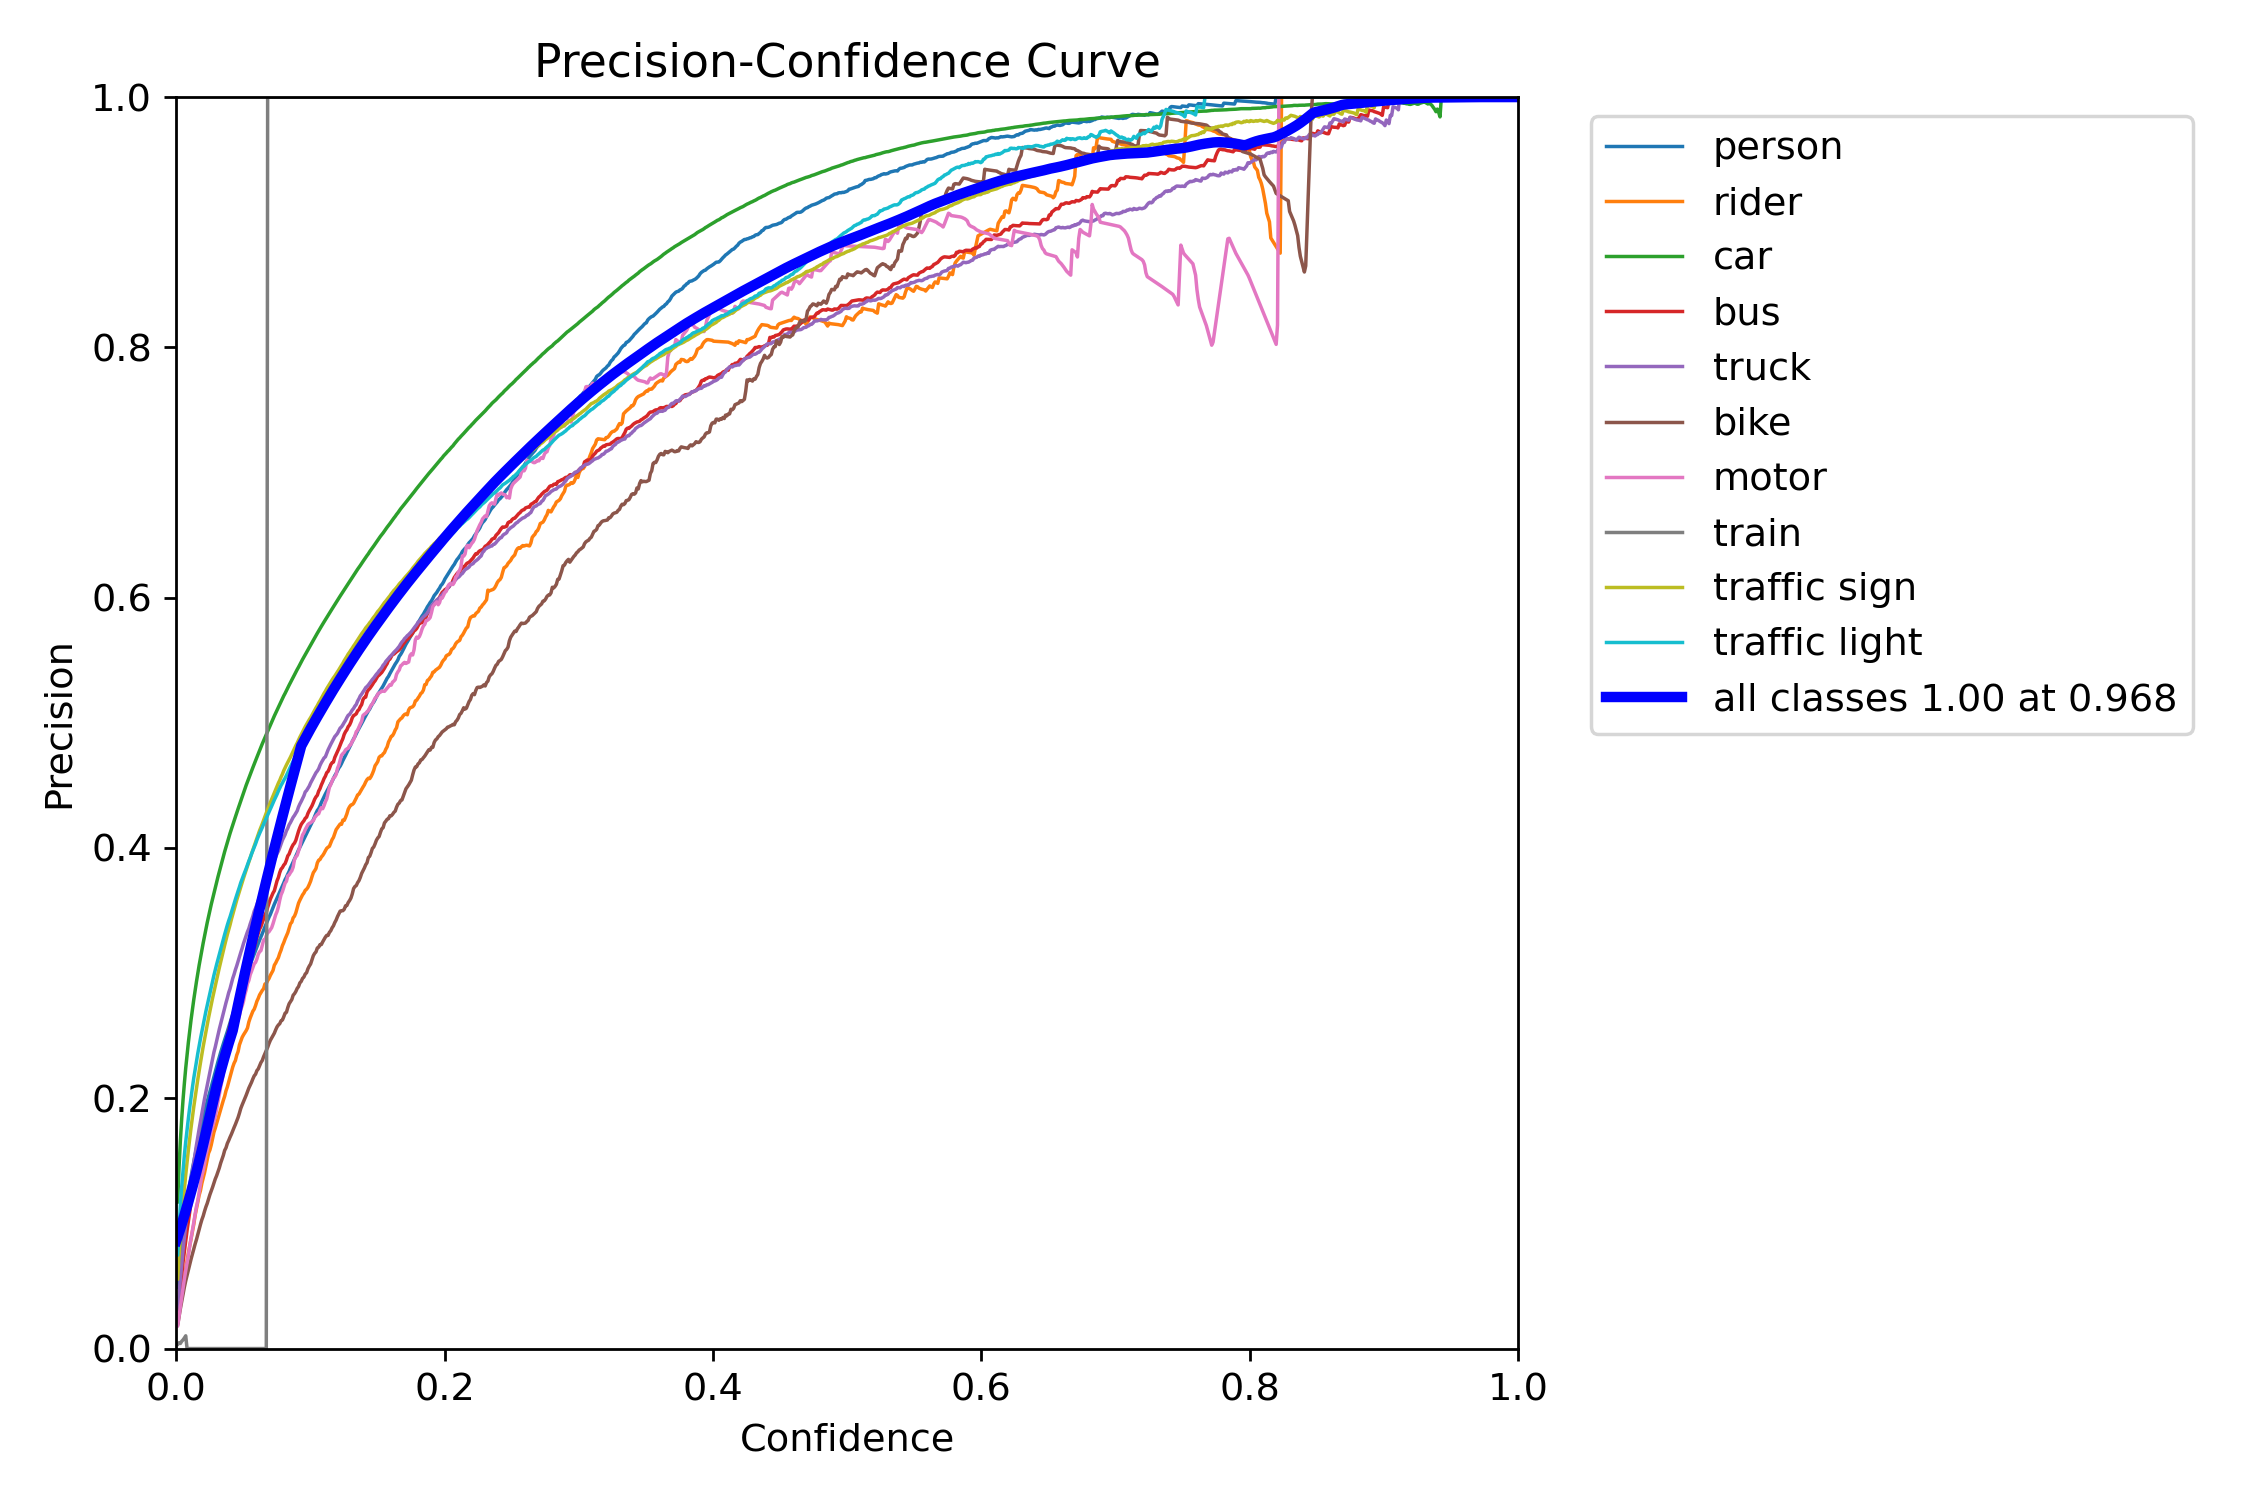 Precision-Confidence Curve
1.0
0.8
0.6
0.4
0.2
0.0
Precision
0.0 0.2 0.4 0.6 0.8 1.0
Confidence
person
rider
car
bus
truck
bike
motor
train
traffic sign
traffic light
all classes 1.00 at 0.968